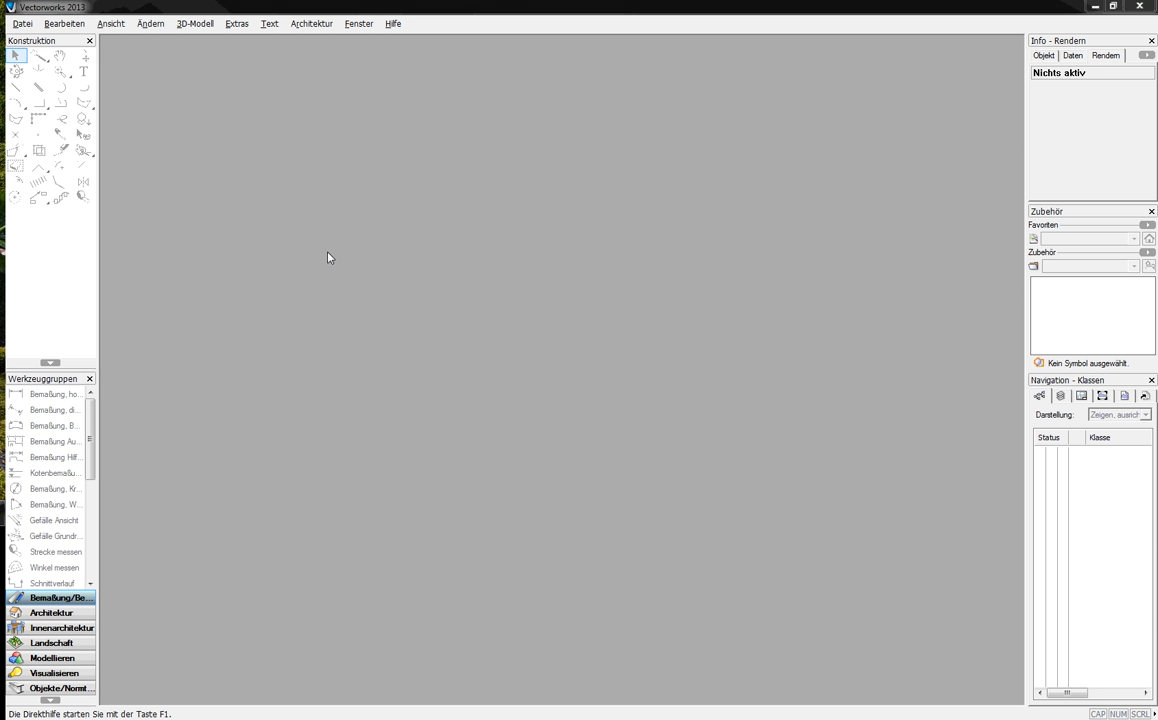 Vectorworks 2013
Datei Bearbeiten Ansicht Ändern 3D-Modell Extras Text Architektur Fenster Hilfe
Konstruktion
Werkzeuggruppen
Bemaßung, ho...
Bemaßung, di...
Bemaßung, B...
Bemaßung Au...
Bemaßung Hilf...
Kotenbemaßu...
Bemaßung, Kr...
Bemaßung, W...
Gefälle Ansicht
Gefälle Grundr...
Strecke messen
Winkel messen
Schnittverlauf
Bemaßung/Be...
Architektur
Innenarchitektur
Landschaft
Modellieren
Visualisieren
Objekte/Normt...
Info - Rendern
Objekt Daten Rendern
Nichts aktiv
Zubehör
Favoriten
Zubehör
Kein Symbol ausgewählt.
Navigation - Klassen
Darstellung: Zeigen, ausrich
Status Klasse
Die Direkthilfe starten Sie mit der Taste F1.
CAP NUM SCRL